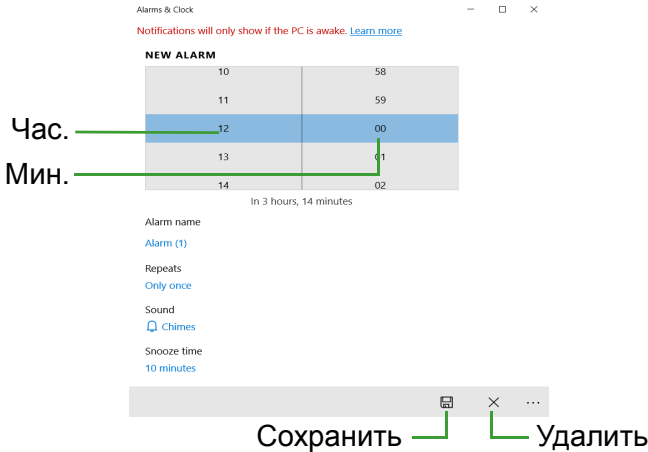 Alarms & Clock
Notifications will only show if the PC is awake. Learn more
NEW ALARM
10 58
11 59
Час. 12 00
13 01
Мин.
14 02
In 3 hours, 14 minutes
Alarm name
Alarm (1)
Repeats
Only once
Sound
Chimes
Snooze time
10 minutes
Сохранить Удалить